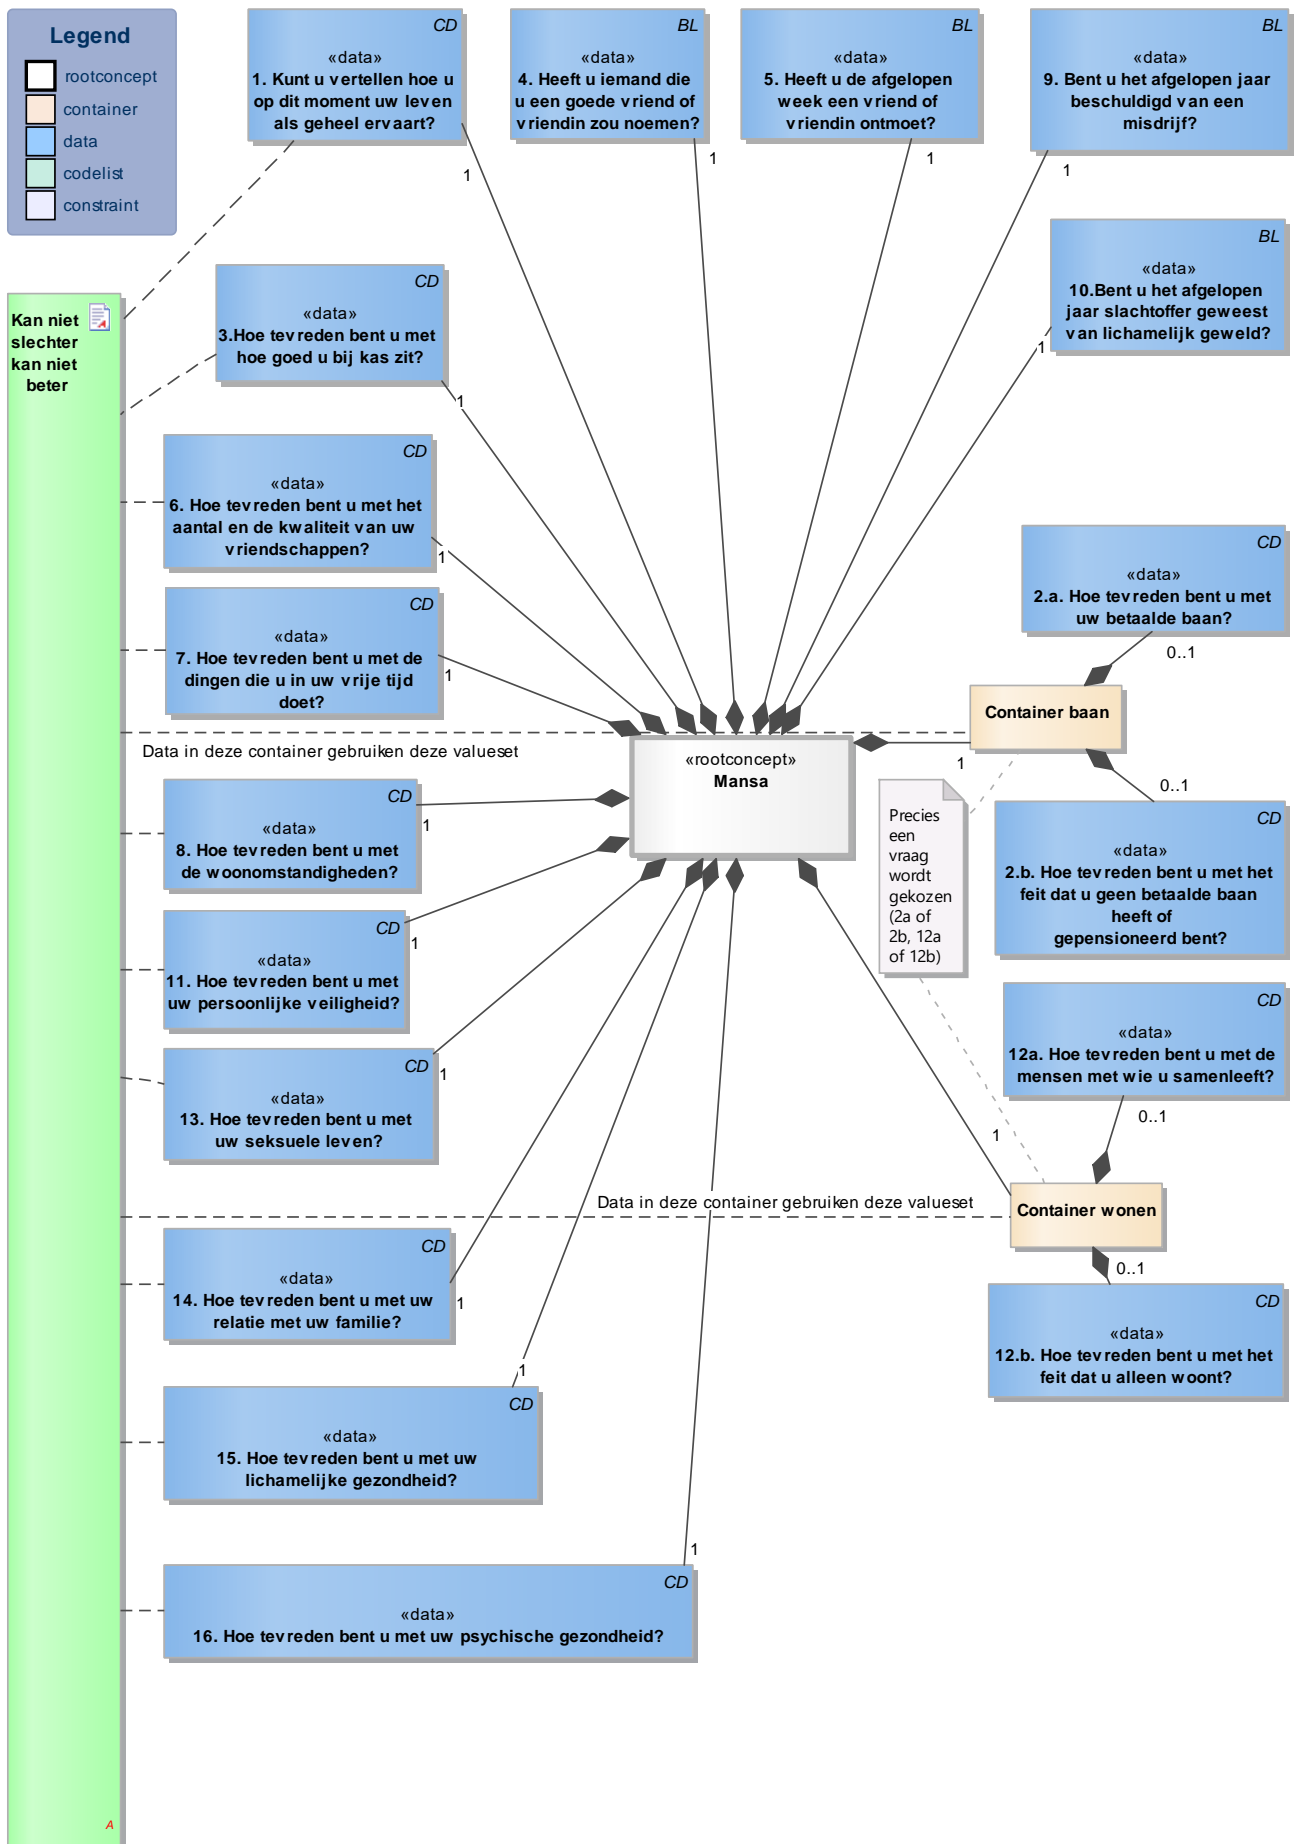 Legend
rootconcept
container
data
codelist
constraint
CD
«data»
1. Kunt u vertellen hoe u
op dit moment uw leven
als geheel ervaart?
1
BL
«data»
4. Heeft u iemand die
u een goede vriend of
vriendin zou noemen?
1
BL
«data»
5. Heeft u de afgelopen
week een vriend of
vriendin ontmoet?
1
BL
«data»
9. Bent u het afgelopen jaar
beschuldigd van een
misdrijf?
1
BL
«data»
10.Bent u het afgelopen
jaar slachtoffer geweest
van lichamelijk geweld?
1
Kan niet
slechter
kan niet
beter
A
CD
«data»
3.Hoe tevreden bent u met
hoe goed u bij kas zit?
1
CD
«data»
6. Hoe tevreden bent u met het
aantal en de kwaliteit van uw
vriendschappen?
1
CD
«data»
7. Hoe tevreden bent u met de
dingen die u in uw vrije tijd
doet?
1
Data in deze container gebruiken deze valueset
«rootconcept»
Mansa
CD
«data»
2.a. Hoe tevreden bent u met
uw betaalde baan?
0..1
Container baan
1
0..1
Precies
een
vraag
wordt
gekozen
(2a of
2b, 12a
of 12b)
CD
«data»
2.b. Hoe tevreden bent u met het
feit dat u geen betaalde baan
heeft of
gepensioneerd bent?
CD
«data»
8. Hoe tevreden bent u met
de woonomstandigheden?
1
CD
«data»
11. Hoe tevreden bent u met
uw persoonlijke veiligheid?
1
CD
«data»
13. Hoe tevreden bent u met
uw seksuele leven?
1
CD
«data»
12a. Hoe tevreden bent u met de
mensen met wie u samenleeft?
0..1
1
Data in deze container gebruiken deze valueset
Container wonen
0..1
CD
«data»
12.b. Hoe tevreden bent u met het
feit dat u alleen woont?
CD
«data»
14. Hoe tevreden bent u met uw
relatie met uw familie?
1
CD
«data»
15. Hoe tevreden bent u met uw
lichamelijke gezondheid?
1
CD
«data»
16. Hoe tevreden bent u met uw psychische gezondheid?
1